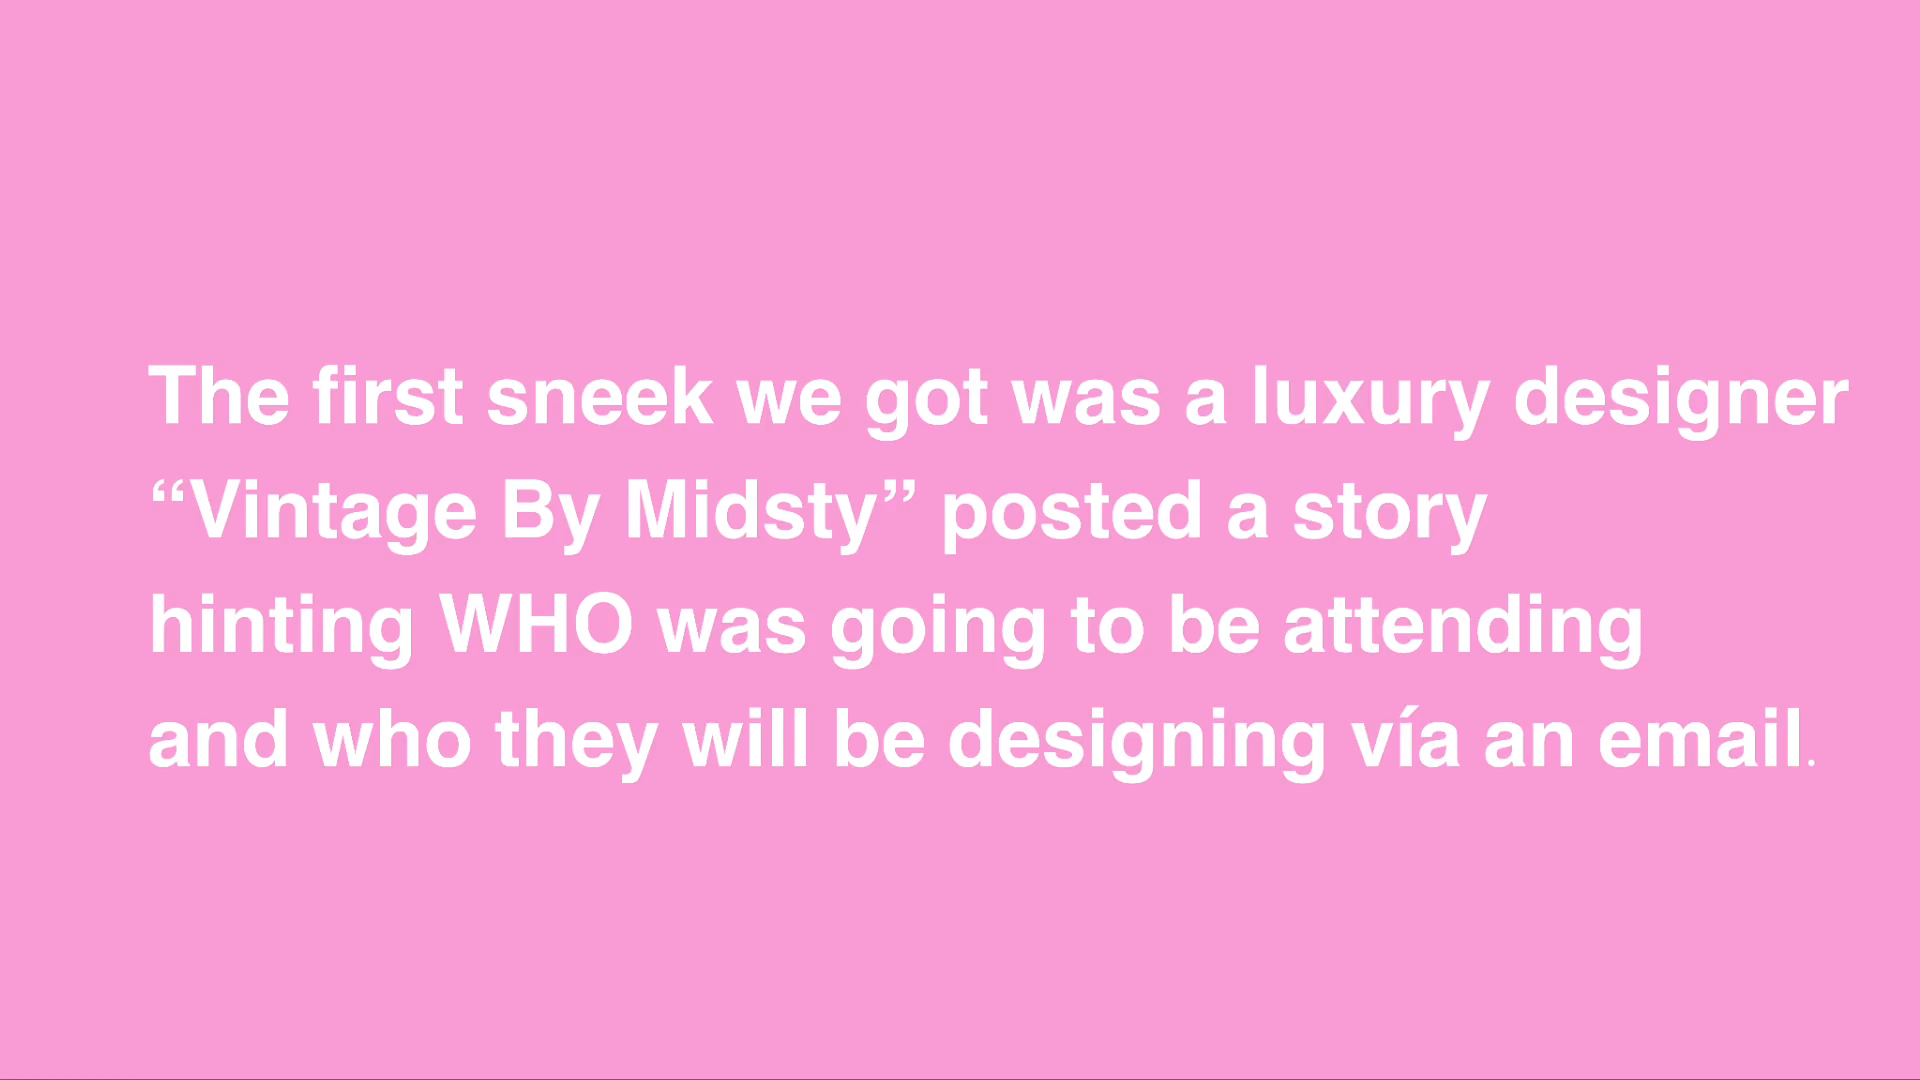 The first sneek we got was a luxury designer
“Vintage By Midsty” posted a story
hinting WHO was going to be attending
and who they will be designing vía an email.